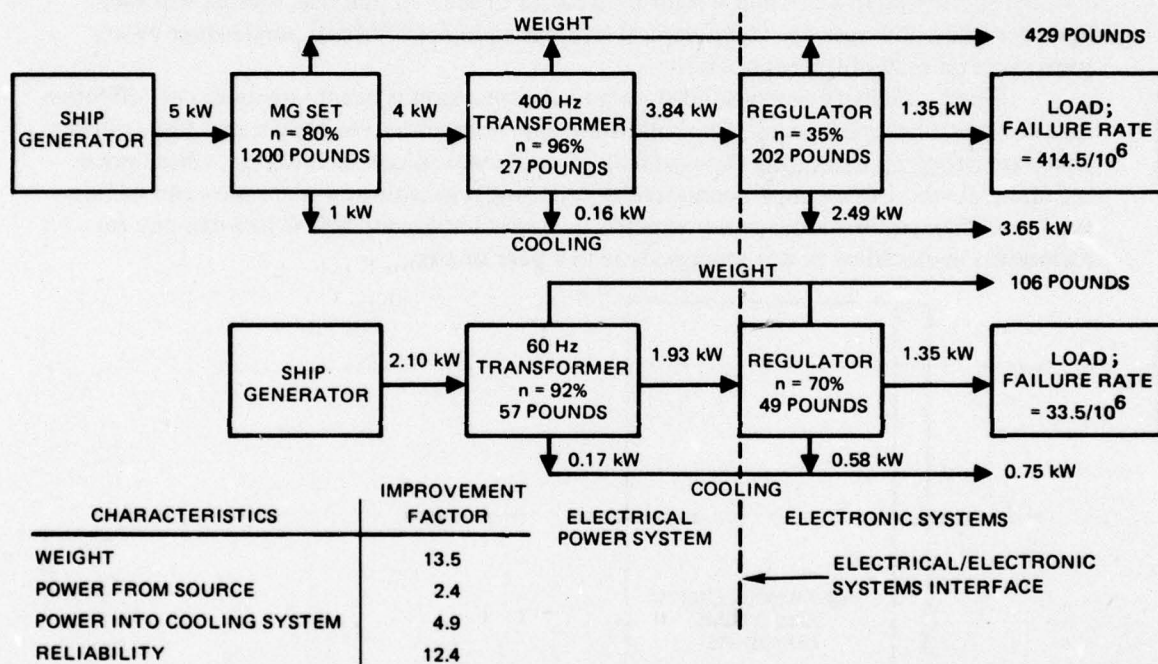 WEIGHT
429 POUNDS
SHIP
GENERATOR
5 kW
MG SET
n = 80%
1200 POUNDS
4 kW
400 Hz
TRANSFORMER
n = 96%
27 POUNDS
3.84 kW
REGULATOR
n = 35%
202 POUNDS
1.35 kW
LOAD;
FAILURE RATE
= 414.5/10^6
1 kW
0.16 kW
2.49 kW
COOLING
3.65 kW
WEIGHT
106 POUNDS
SHIP
GENERATOR
2.10 kW
60 Hz
TRANSFORMER
n = 92%
57 POUNDS
1.93 kW
REGULATOR
n = 70%
49 POUNDS
1.35 kW
LOAD;
FAILURE RATE
= 33.5/10^6
0.17 kW
0.58 kW
0.75 kW
COOLING
CHARACTERISTICS
IMPROVEMENT
FACTOR
WEIGHT 13.5
POWER FROM SOURCE 2.4
POWER INTO COOLING SYSTEM 4.9
RELIABILITY 12.4
ELECTRICAL
POWER SYSTEM
ELECTRONIC SYSTEMS
ELECTRICAL/ELECTRONIC
SYSTEMS INTERFACE